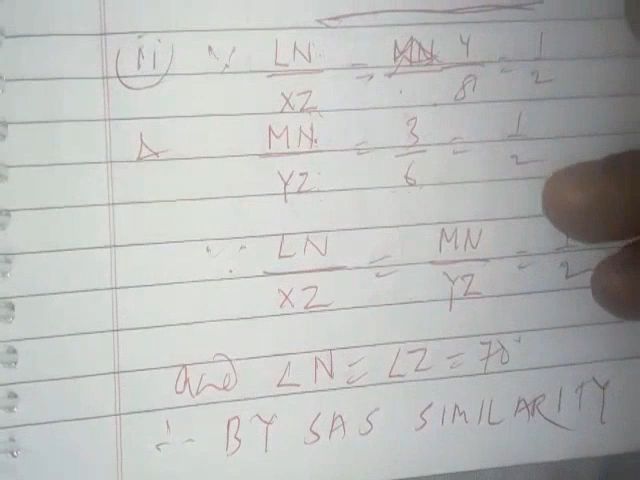 (ii) ∵ LN/XZ = 4/8 = 1/2
& MN/YZ = 3/6 = 1/2
∵ LN/XZ = MN/YZ = 1/2
and ∠N = ∠Z = 70°
∴ BY SAS SIMILARITY